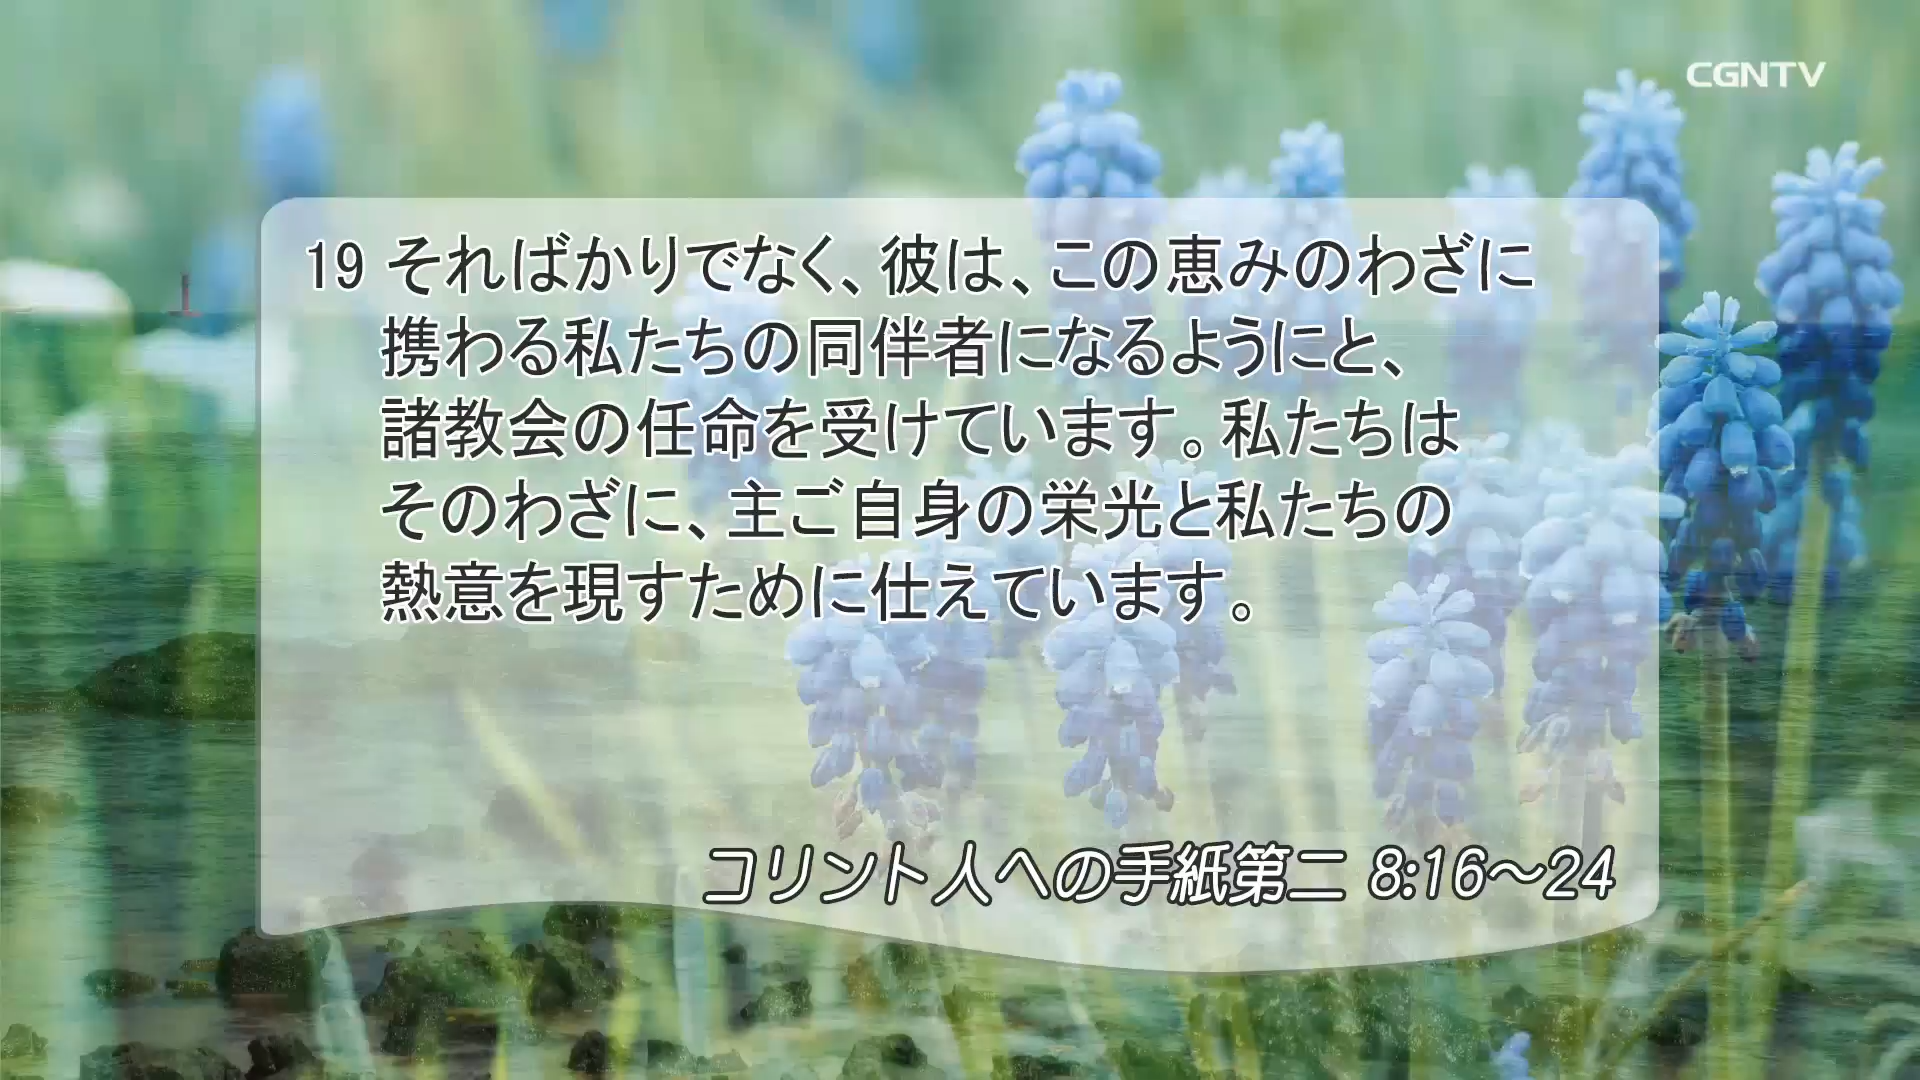 CGNTV
19 そればかりでなく、彼は、この恵みのわざに
携わる私たちの同伴者になるようにと、
諸教会の任命を受けています。私たちは
そのわざに、主ご自身の栄光と私たちの
熱意を現すために仕えています。
コリント人への手紙第二 8:16～24